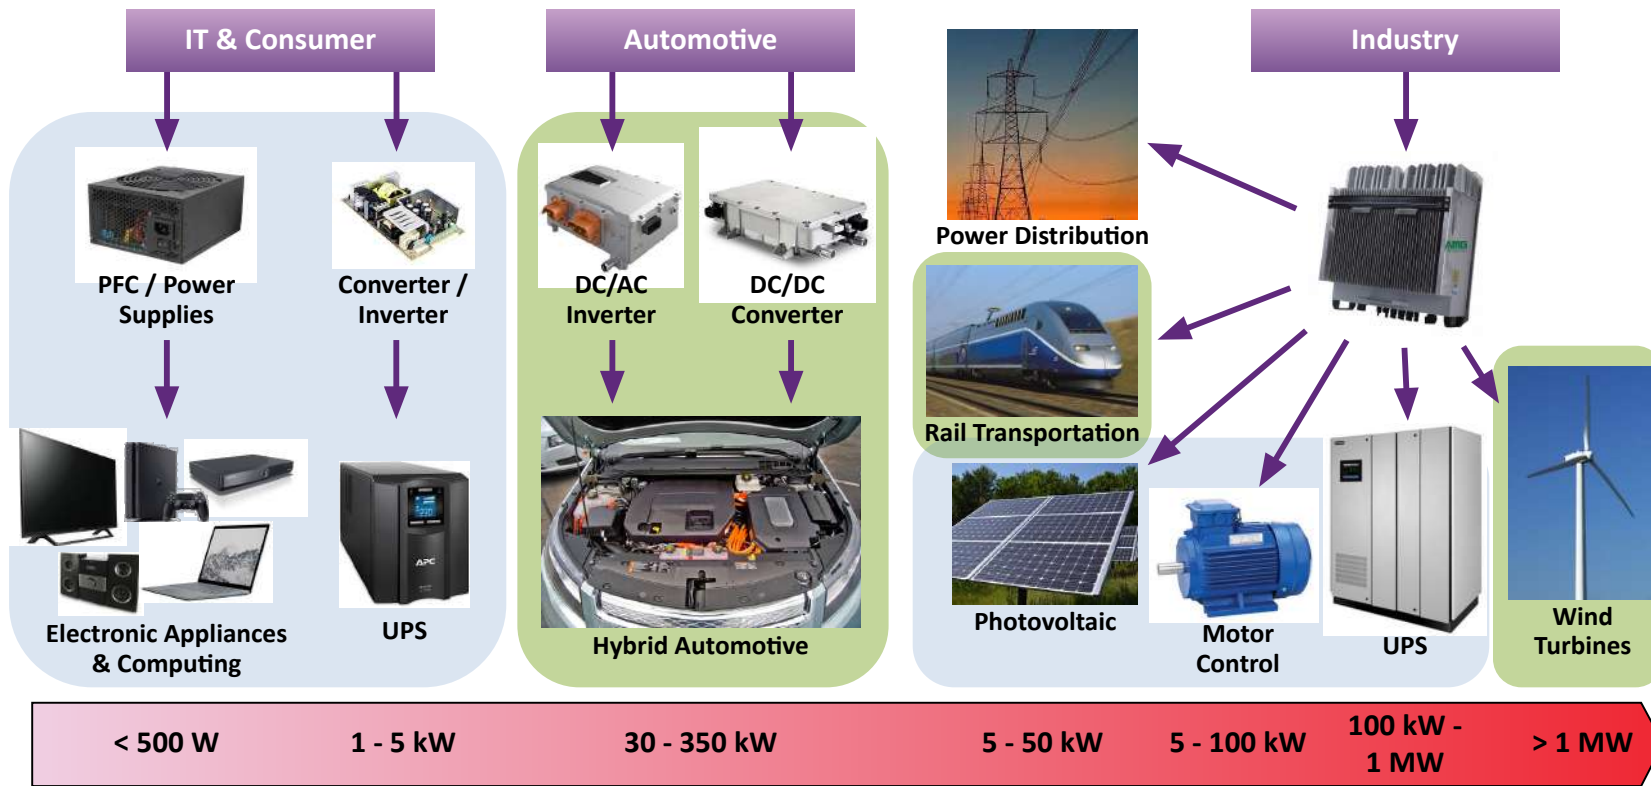 IT & Consumer
Automotive
Industry
PFC / Power
Supplies
Converter /
Inverter
DC/AC
Inverter
DC/DC
Converter
Power Distribution
AMG
Rail Transportation
Electronic Appliances
& Computing
APC
UPS
Hybrid Automotive
Photovoltaic
Motor
Control
UPS
Wind
Turbines
< 500 W
1 - 5 kW
30 - 350 kW
5 - 50 kW
5 - 100 kW
100 kW -
1 MW
> 1 MW